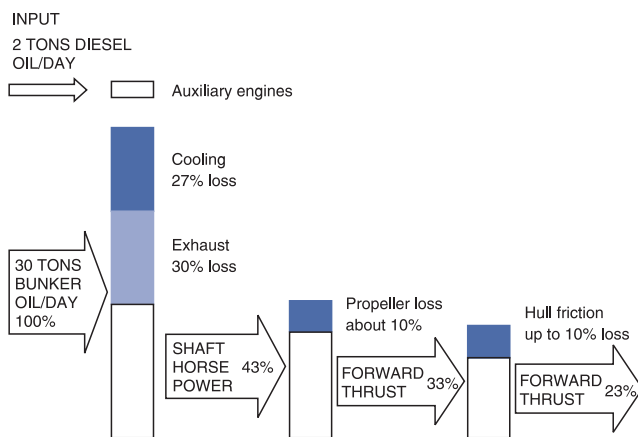 INPUT
2 TONS DIESEL
OIL/DAY
Auxiliary engines
Cooling
27% loss
Exhaust
30% loss
30 TONS
BUNKER
OIL/DAY
100%
SHAFT
HORSE 43%
POWER
Propeller loss
about 10%
FORWARD 33%
THRUST
Hull friction
up to 10% loss
FORWARD 23%
THRUST